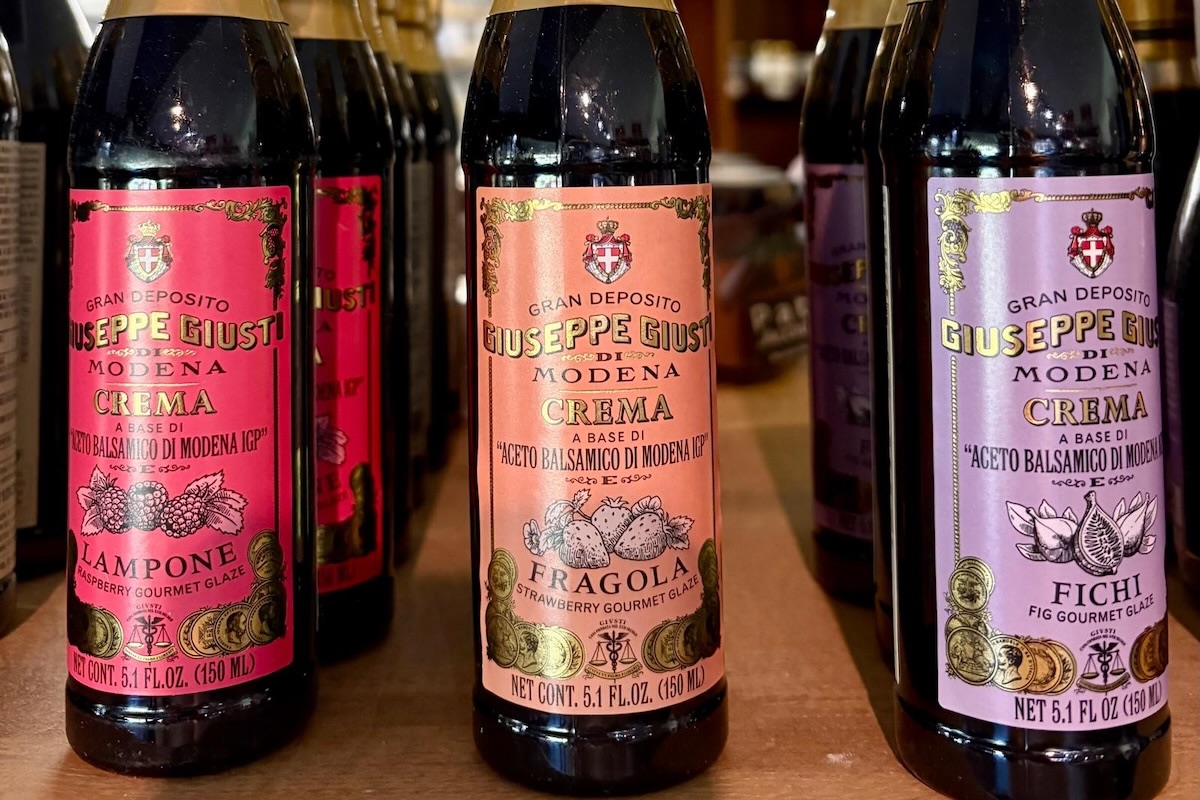 GRAN DEPOSITO
GIUSEPPE GIUSTI
DI
MODENA
CREMA
A BASE DI
"ACETO BALSAMICO DI MODENA IGP"
E
LAMPONE
RASPBERRY GOURMET GLAZE
GIUSTI
NET CONT. 5.1 FL.OZ. (150 ML)
GRAN DEPOSITO
GIUSEPPE GIUSTI
DI
MODENA
CREMA
A BASE DI
"ACETO BALSAMICO DI MODENA IGP"
E
FRAGOLA
STRAWBERRY GOURMET GLAZE
GIUSTI
NET CONT. 5.1 FL.OZ. (150 ML)
GRAN DEPOSITO
GIUSEPPE GIUS
DI
MODENA
CREMA
A BASE DI
"ACETO BALSAMICO DI MODENA
E
FICHI
FIG GOURMET GLAZE
GIUSTI
NET 5.1 FL OZ (150 ML)